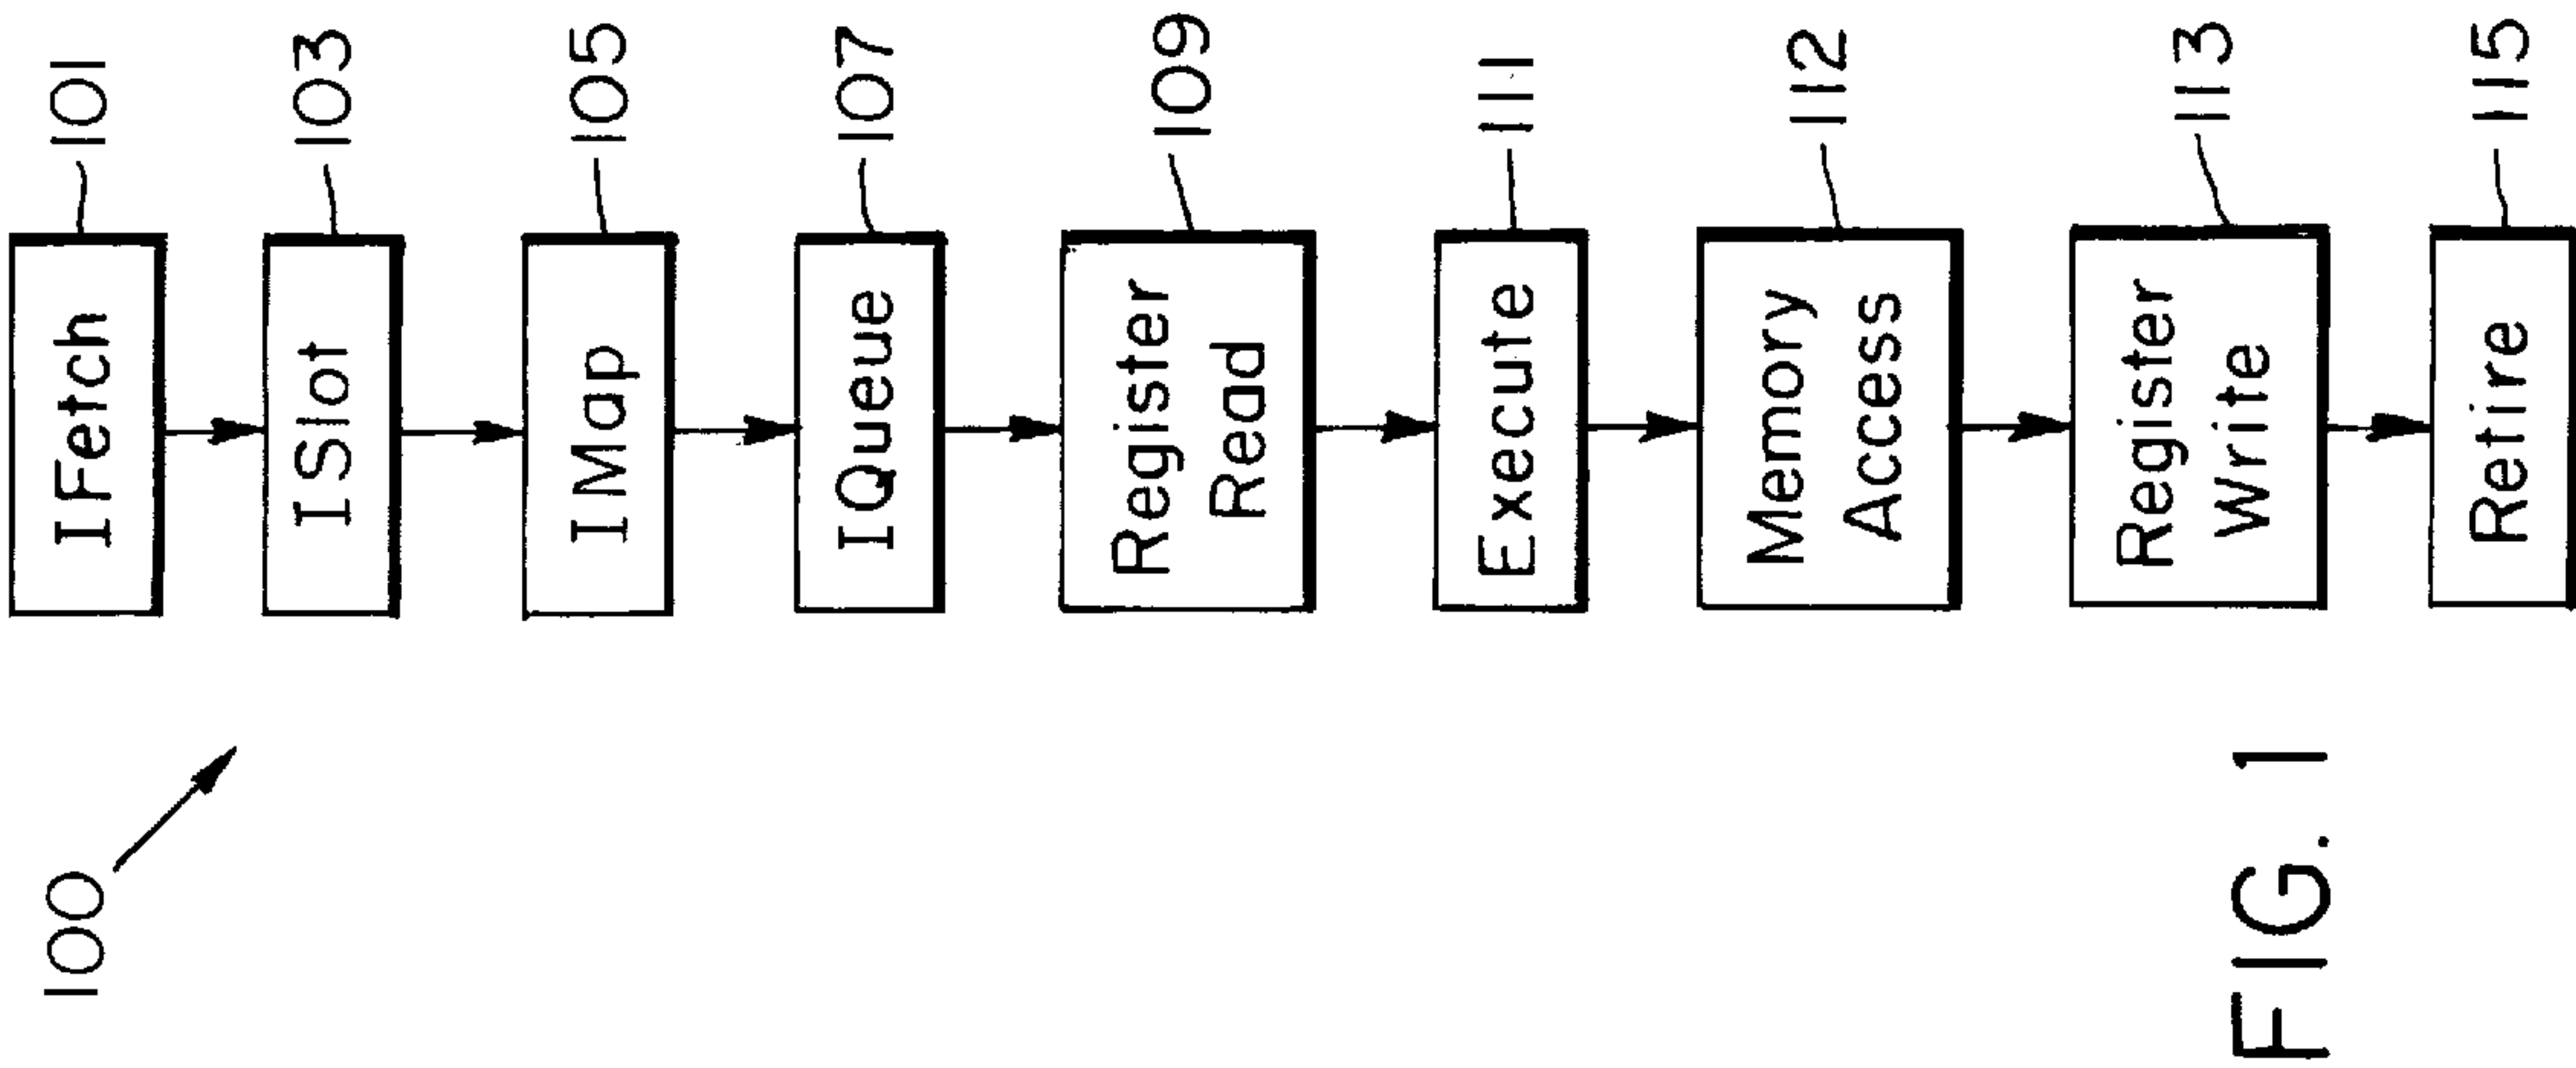 100
IFetch
101
ISlot
103
IMap
105
IQueue
107
Register
Read
109
Execute
111
Memory
Access
112
Register
Write
113
Retire
115
FIG. 1